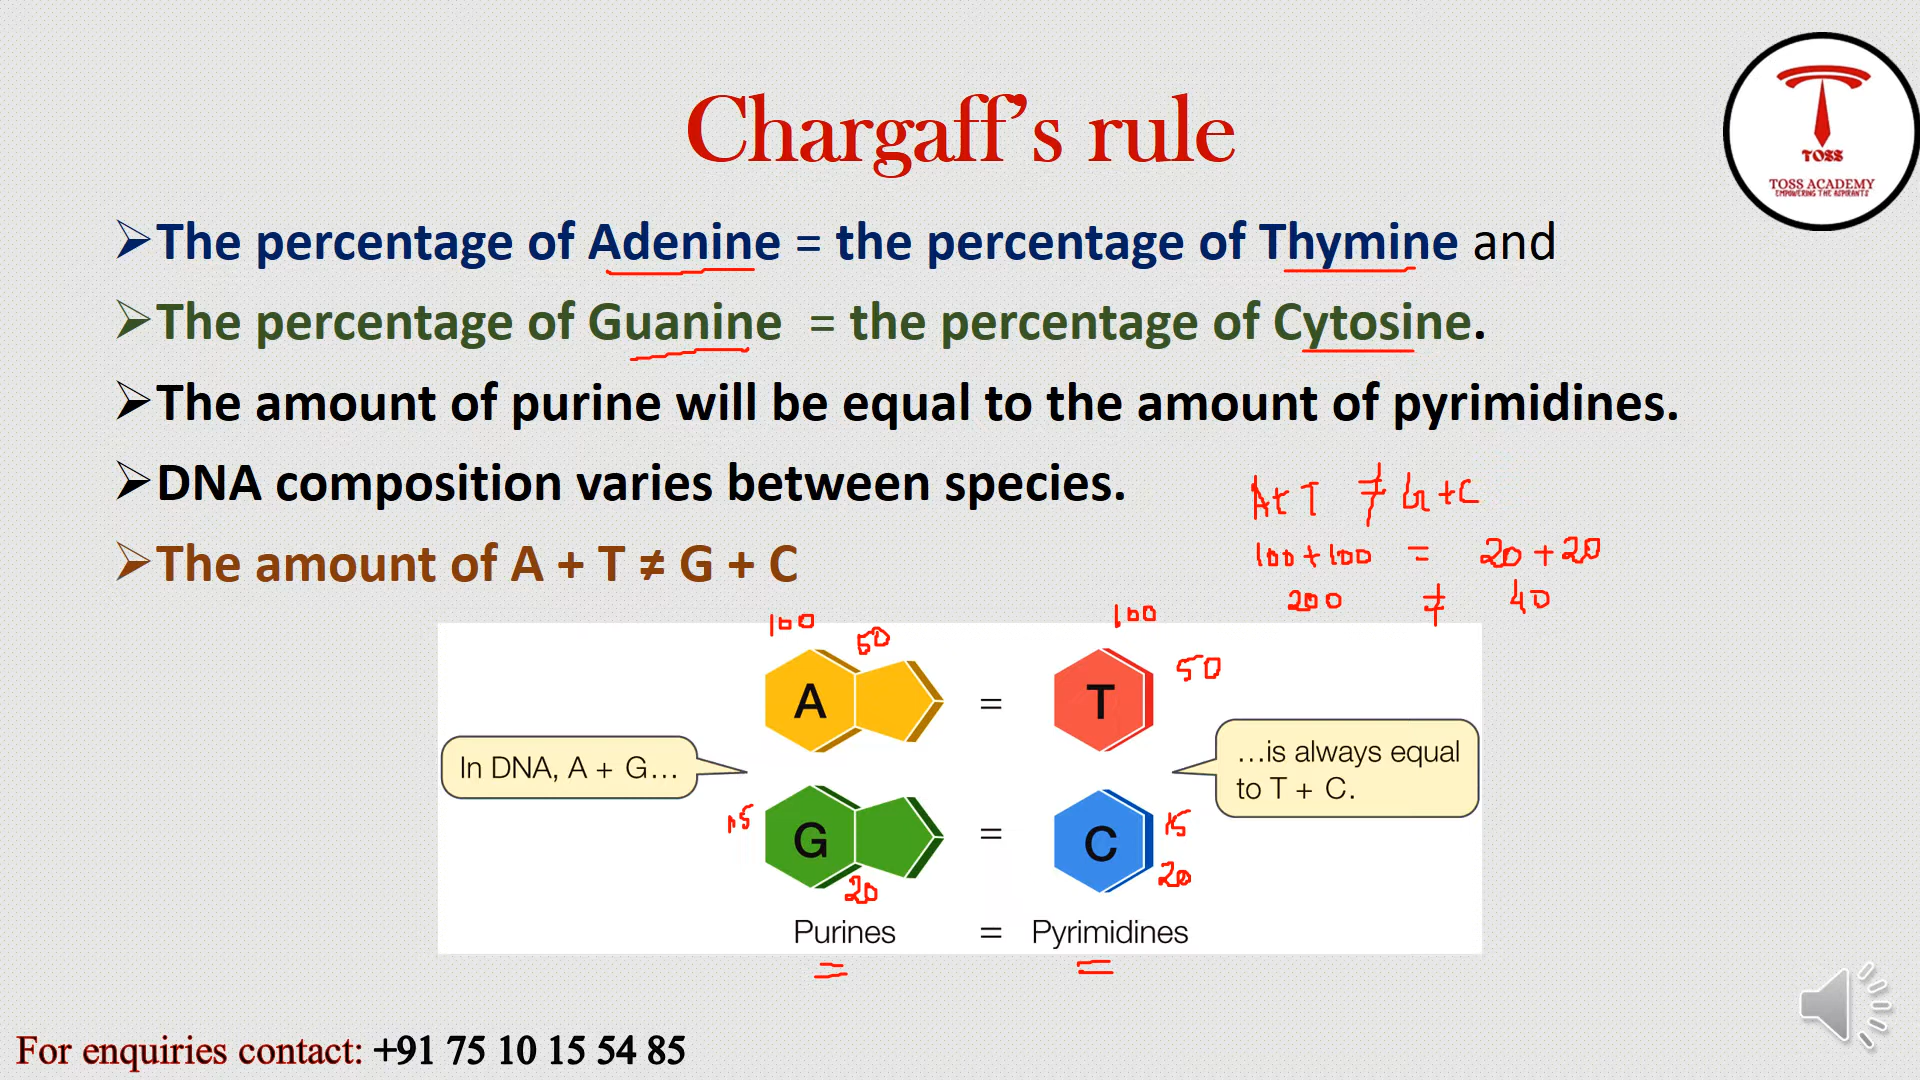 Chargaff's rule
TOSS
TOSS ACADEMY
EMPOWERING THE ASPIRANTS
➢The percentage of Adenine = the percentage of Thymine and
➢The percentage of Guanine = the percentage of Cytosine.
➢The amount of purine will be equal to the amount of pyrimidines.
➢DNA composition varies between species.
➢The amount of A + T ≠ G + C
A+T ≠ G+C
100+100 = 20+20
200 ≠ 40
100
50
100
50
A = T
In DNA, A + G...
...is always equal
to T + C.
15
G = C
15
20
20
Purines = Pyrimidines
For enquiries contact: +91 75 10 15 54 85